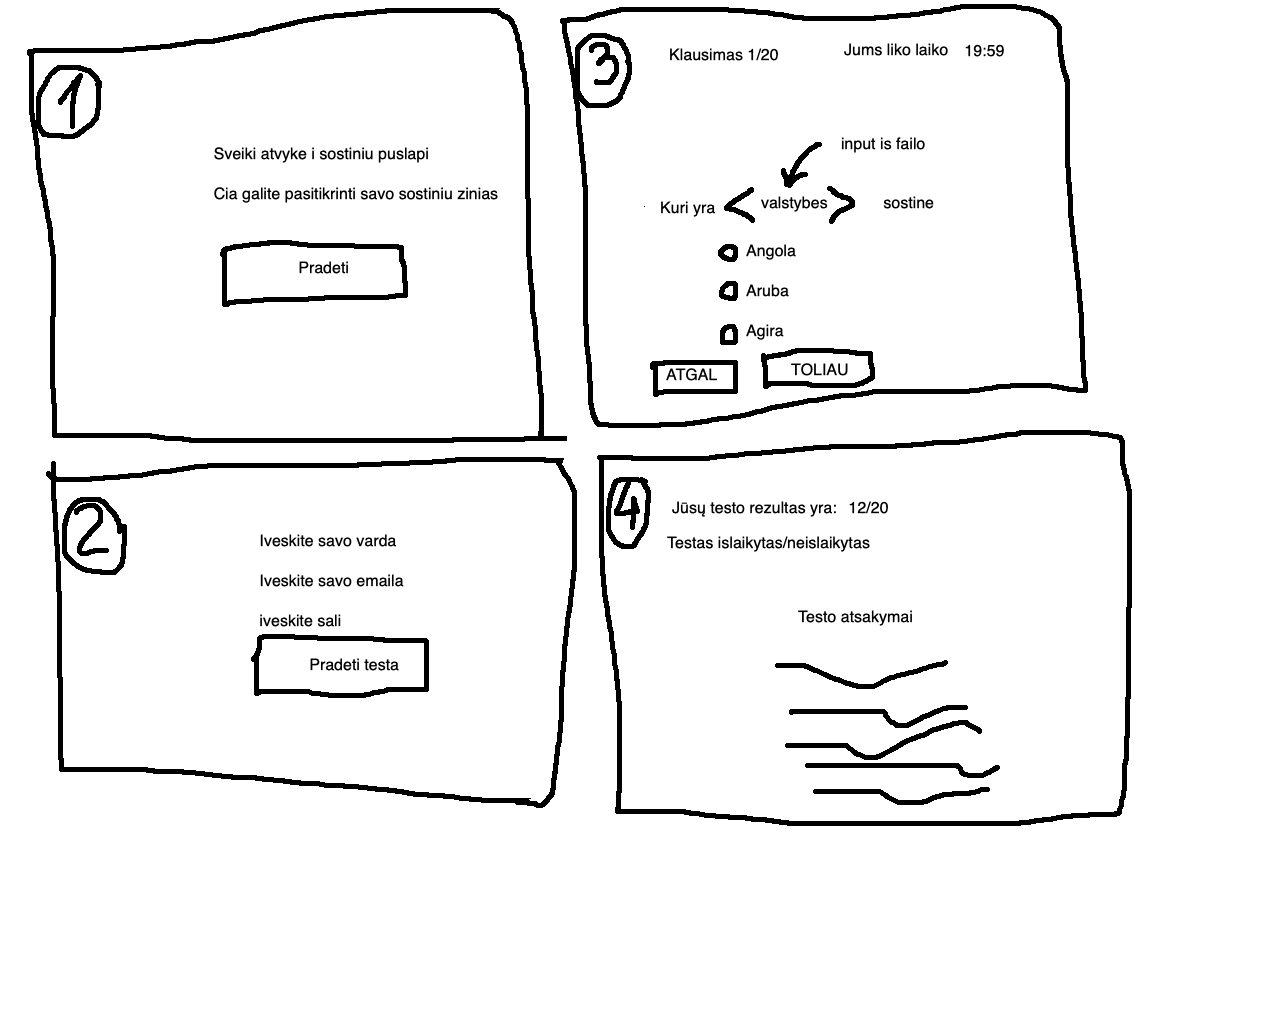 1
Sveiki atvyke i sostiniu puslapi
Cia galite pasitikrinti savo sostiniu zinias
Pradeti
2
Iveskite savo varda
Iveskite savo emaila
iveskite sali
Pradeti testa
3
Klausimas 1/20 Jums liko laiko 19:59
input is failo
Kuri yra < valstybes > sostine
Angola
Aruba
Agira
ATGAL TOLIAU
4
Jūsų testo rezultas yra: 12/20
Testas islaikytas/neislaikytas
Testo atsakymai